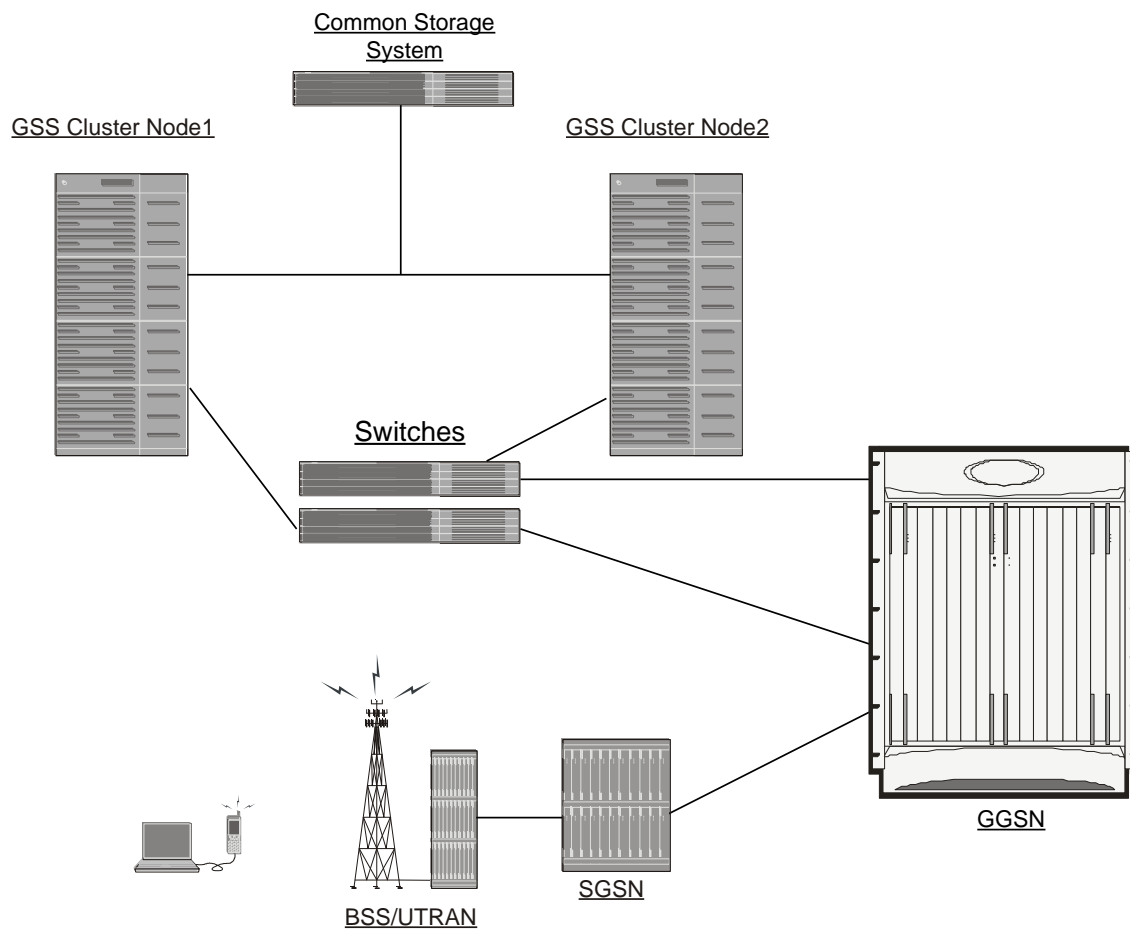 Common Storage
System
GSS Cluster Node1
GSS Cluster Node2
Switches
GGSN
SGSN
BSS/UTRAN